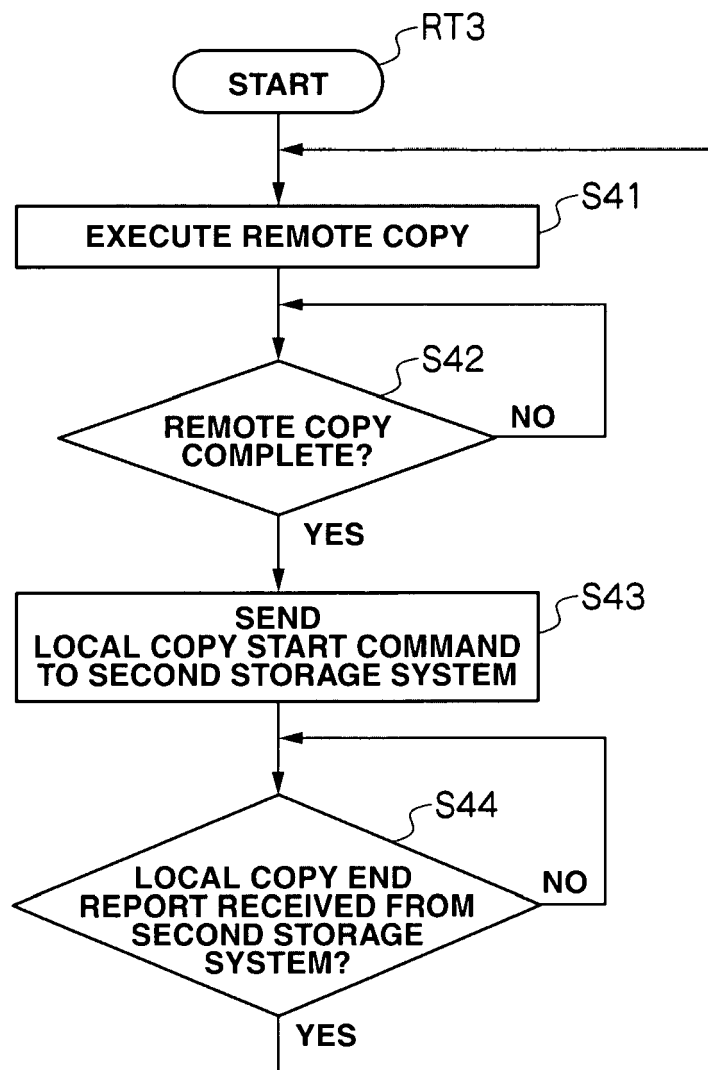 RT3
START
S41
EXECUTE REMOTE COPY
S42
REMOTE COPY
COMPLETE?
NO
YES
S43
SEND
LOCAL COPY START COMMAND
TO SECOND STORAGE SYSTEM
S44
LOCAL COPY END
REPORT RECEIVED FROM
SECOND STORAGE
SYSTEM?
NO
YES